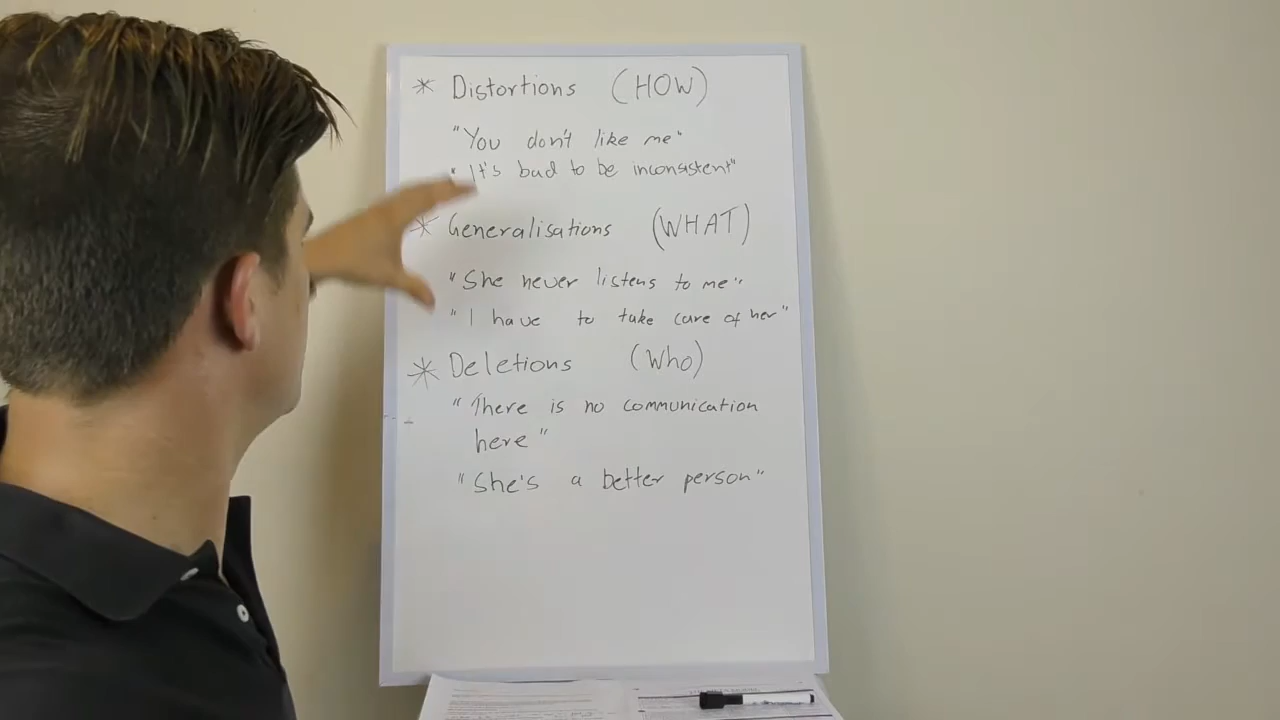 * Distortions (HOW)
"You don't like me"
"It's bad to be inconsistent"
* Generalisations (WHAT)
"She never listens to me"
"I have to take care of her"
* Deletions (Who)
"There is no communication
here"
"She's a better person"